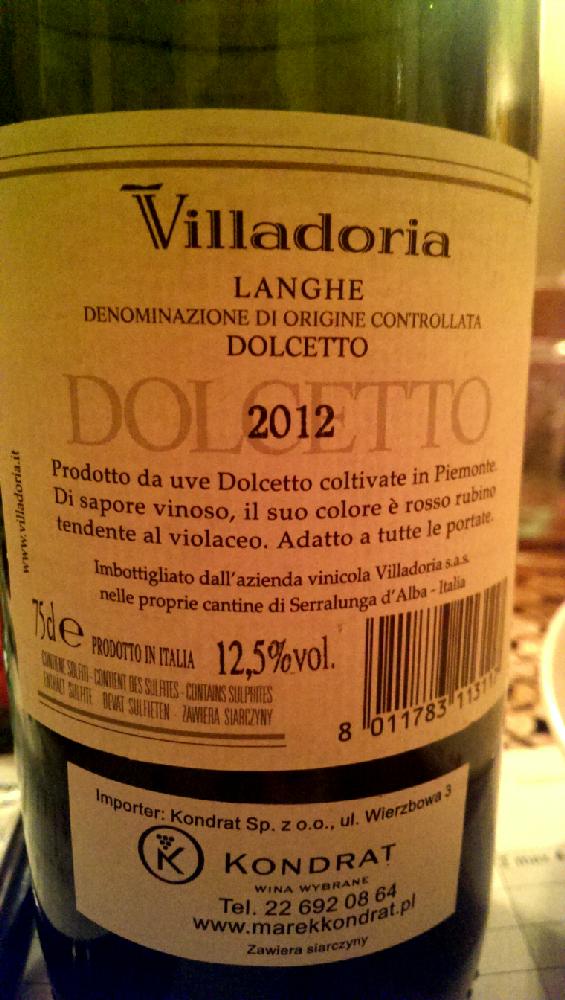 Villadoria
LANGHE
DENOMINAZIONE DI ORIGINE CONTROLLATA
DOLCETTO
DOLCETTO
2012
Prodotto da uve Dolcetto coltivate in Piemonte.
Di sapore vinoso, il suo colore è rosso rubino
tendente al violaceo. Adatto a tutte le portate.
www.villadoria.it
Imbottigliato dall'azienda vinicola Villadoria s.a.s.
nelle proprie cantine di Serralunga d'Alba - Italia
75cl e PRODOTTO IN ITALIA 12,5%vol.
CONTIENE SOLFITI - CONTIENT DES SULFITES - CONTAINS SULPHITES
ENTHÄLT SULFITE - BEVAT SULFIETEN - ZAWIERA SIARCZYNY
8 011783 11311
Importer: Kondrat Sp. z o.o., ul. Wierzbowa 3
K KONDRAT
WINA WYBRANE
Tel. 22 692 08 64
www.marekkondrat.pl
Zawiera siarczyny